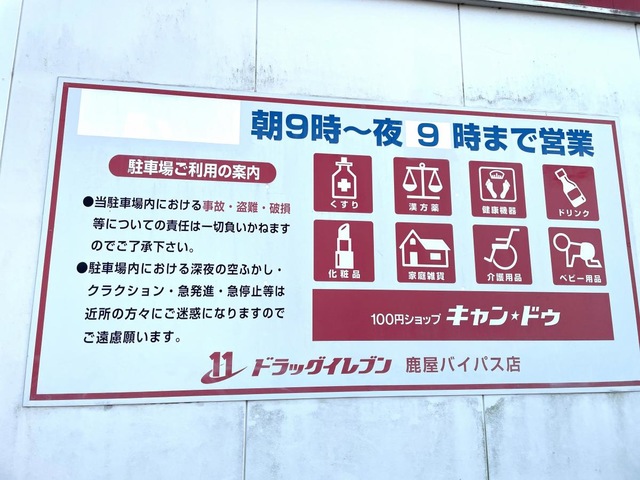 朝9時～夜9時まで営業
駐車場ご利用の案内
●当駐車場内における事故・盗難・破損
等についての責任は一切負いかねます
のでご了承下さい。
●駐車場内における深夜の空ふかし・
クラクション・急発進・急停止等は
近所の方々にご迷惑になりますので
ご遠慮願います。
くすり
漢方薬
健康機器
ドリンク
化粧品
家庭雑貨
介護用品
ベビー用品
100円ショップ キャン★ドゥ
11 ドラッグイレブン 鹿屋バイパス店